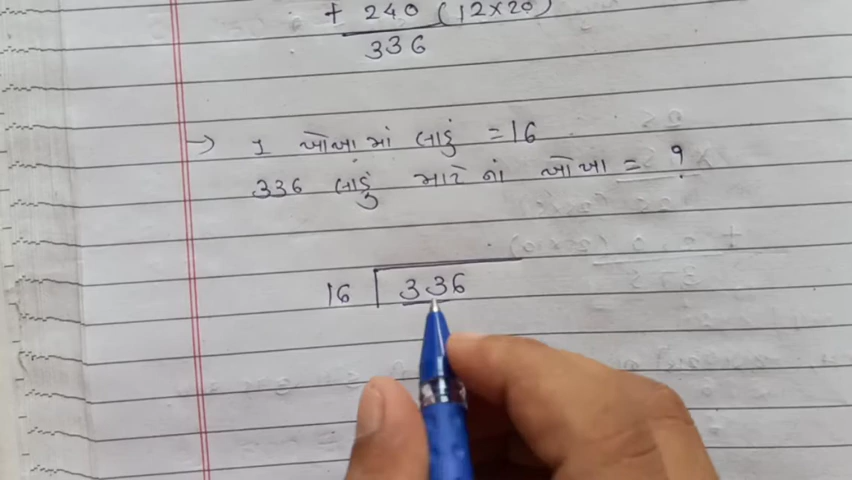 + 240 (12×20)
336
→ 1 ખોખામાં લાડું = 16
336 લાડું માટેનાં ખોખા = ?
16 336